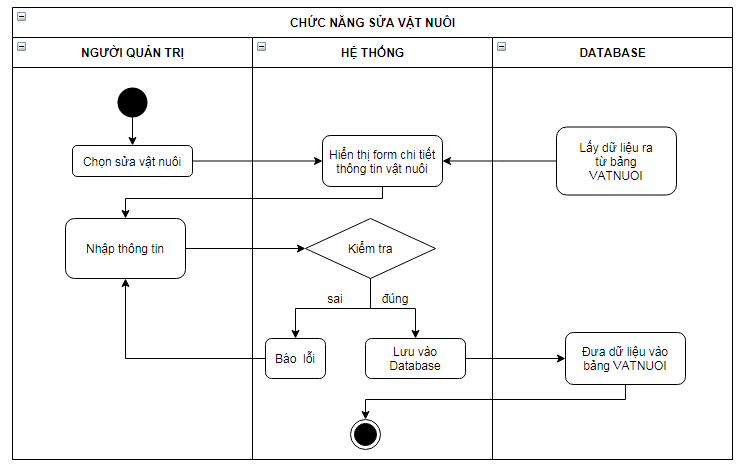 CHỨC NĂNG SỬA VẬT NUÔI
NGƯỜI QUẢN TRỊ
HỆ THỐNG
DATABASE
Chọn sửa vật nuôi
Hiển thị form chi tiết
thông tin vật nuôi
Lấy dữ liệu ra
từ bảng
VATNUOI
Nhập thông tin
Kiểm tra
sai
đúng
Báo lỗi
Lưu vào
Database
Đưa dữ liệu vào
bảng VATNUOI